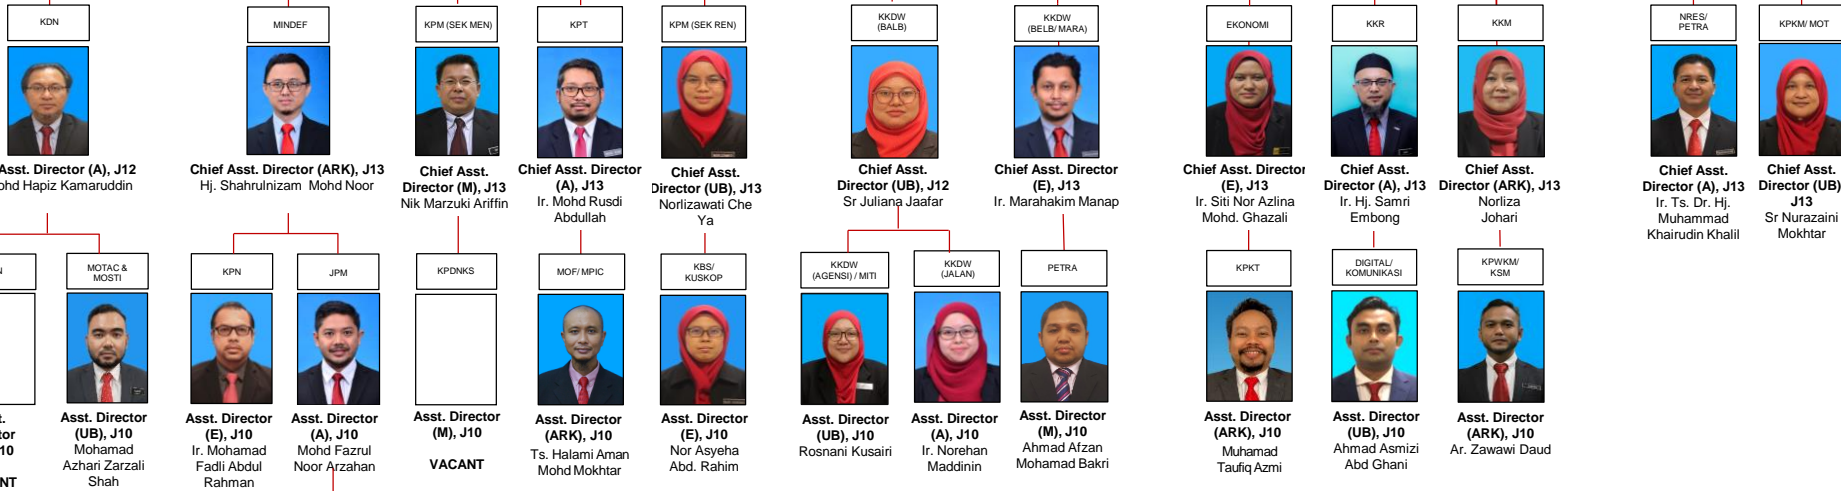 KDN
MINDEF
KPM (SEK MEN)
KPT
KPM (SEK REN)
KKDW
(BALB)
KKDW
(BELB/ MARA)
EKONOMI
KKR
KKM
NRES/
PETRA
KPKM/ MOT
Asst. Director (A), J12
ohd Hapiz Kamaruddin
Chief Asst. Director (ARK), J13
Hj. Shahrulnizam Mohd Noor
Chief Asst.
Director (M), J13
Nik Marzuki Ariffin
Chief Asst. Director
(A), J13
Ir. Mohd Rusdi
Abdullah
Chief Asst.
Director (UB), J13
Norlizawati Che
Ya
Chief Asst.
Director (UB), J12
Sr Juliana Jaafar
Chief Asst. Director
(E), J13
Ir. Marahakim Manap
Chief Asst. Director
(E), J13
Ir. Siti Nor Azlina
Mohd. Ghazali
Chief Asst.
Director (A), J13
Ir. Hj. Samri
Embong
Chief Asst.
Director (ARK), J13
Norliza
Johari
Chief Asst.
Director (A), J13
Ir. Ts. Dr. Hj.
Muhammad
Khairudin Khalil
Chief Asst.
Director (UB)
J13
Sr Nurazaini
Mokhtar
N
MOTAC &
MOSTI
KPN
JPM
KPDNKS
MOF/ MPIC
KBS/
KUSKOP
KKDW
(AGENSI) / MITI
KKDW
(JALAN)
PETRA
KPKT
DIGITAL/
KOMUNIKASI
KPWKM/
KSM
t.
tor
10
NT
Asst. Director
(UB), J10
Mohamad
Azhari Zarzali
Shah
Asst. Director
(E), J10
Ir. Mohamad
Fadli Abdul
Rahman
Asst. Director
(A), J10
Mohd Fazrul
Noor Arzahan
Asst. Director
(M), J10
VACANT
Asst. Director
(ARK), J10
Ts. Halami Aman
Mohd Mokhtar
Asst. Director
(E), J10
Nor Asyeha
Abd. Rahim
Asst. Director
(UB), J10
Rosnani Kusairi
Asst. Director
(A), J10
Ir. Norehan
Maddinin
Asst. Director
(M), J10
Ahmad Afzan
Mohamad Bakri
Asst. Director
(ARK), J10
Muhamad
Taufiq Azmi
Asst. Director
(UB), J10
Ahmad Asmizi
Abd Ghani
Asst. Director
(ARK), J10
Ar. Zawawi Daud